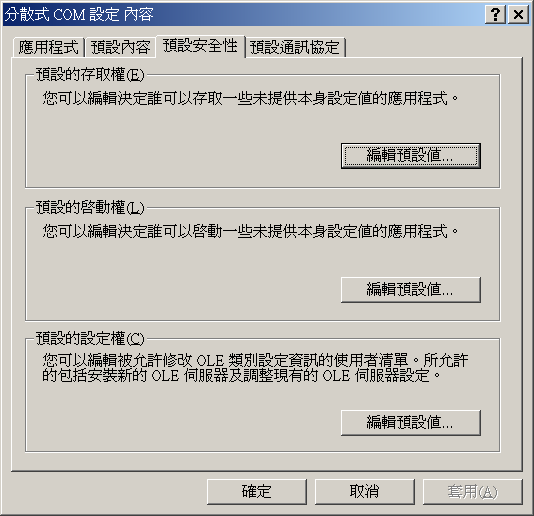 分散式 COM 設定 內容
應用程式 預設內容 預設安全性 預設通訊協定
預設的存取權(E)
您可以編輯決定誰可以存取一些未提供本身設定值的應用程式。
編輯預設值...
預設的啓動權(L)
您可以編輯決定誰可以啓動一些未提供本身設定值的應用程式。
編輯預設值...
預設的設定權(C)
您可以編輯被允許修改 OLE 類別設定資訊的使用者清單。所允許
的包括安裝新的 OLE 伺服器及調整現有的 OLE 伺服器設定。
編輯預設值...
確定 取消 套用(A)